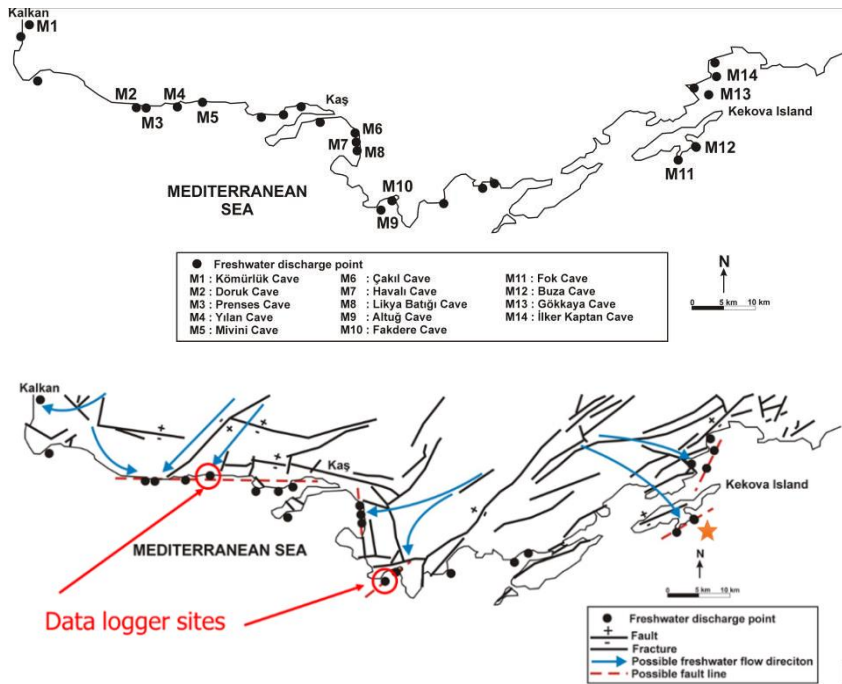 Kalkan
M1
M2
M3
M4
M5
Kaş
M6
M7
M8
M10
M9
M14
M13
Kekova Island
M12
M11
MEDITERRANEAN
SEA
Freshwater discharge point
M1 : Kömürlük Cave
M2 : Doruk Cave
M3 : Prenses Cave
M4 : Yılan Cave
M5 : Mivini Cave
M6 : Çakıl Cave
M7 : Havalı Cave
M8 : Likya Batığı Cave
M9 : Altuğ Cave
M10 : Fakdere Cave
M11 : Fok Cave
M12 : Buza Cave
M13 : Gökkaya Cave
M14 : İlker Kaptan Cave
N
0 5 km 10 km
Kalkan
Kaş
Kekova Island
MEDITERRANEAN SEA
Data logger sites
N
0 5 km 10 km
Freshwater discharge point
+
- Fault
Fracture
Possible freshwater flow direciton
Possible fault line